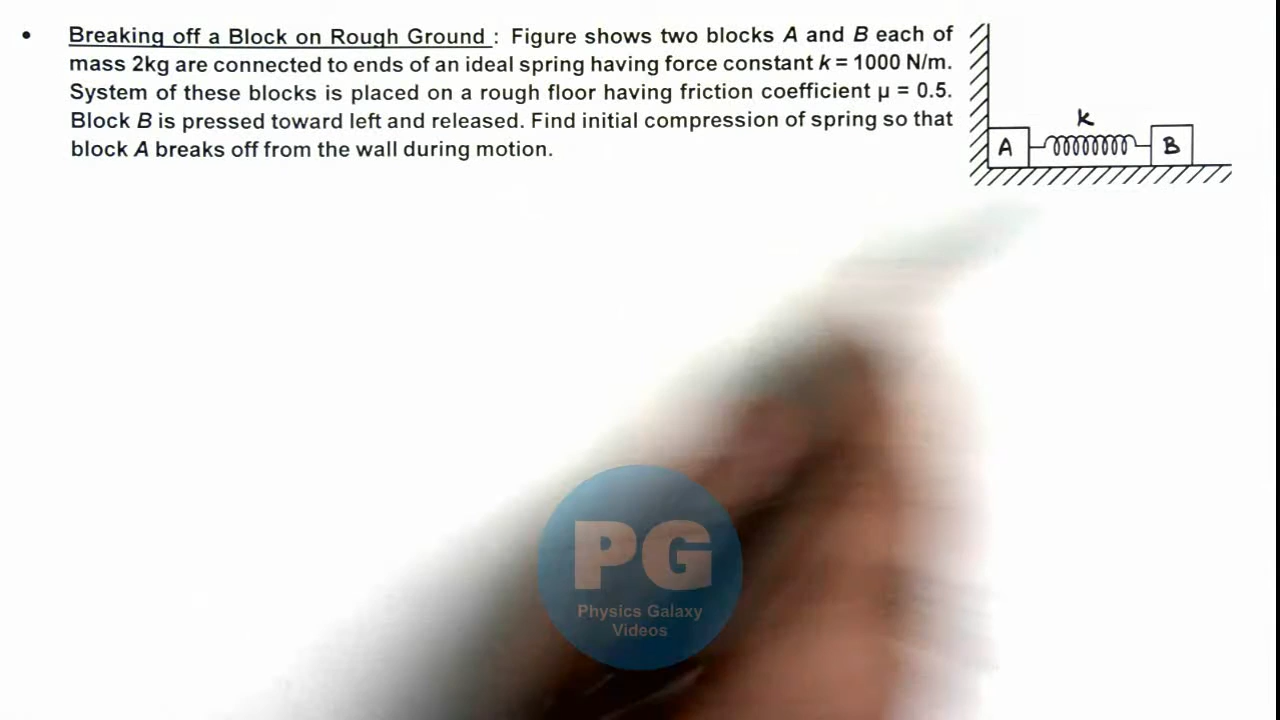 • Breaking off a Block on Rough Ground : Figure shows two blocks A and B each of
mass 2kg are connected to ends of an ideal spring having force constant k = 1000 N/m.
System of these blocks is placed on a rough floor having friction coefficient μ = 0.5.
Block B is pressed toward left and released. Find initial compression of spring so that
block A breaks off from the wall during motion.
k
A
B
PG
Physics Galaxy
Videos